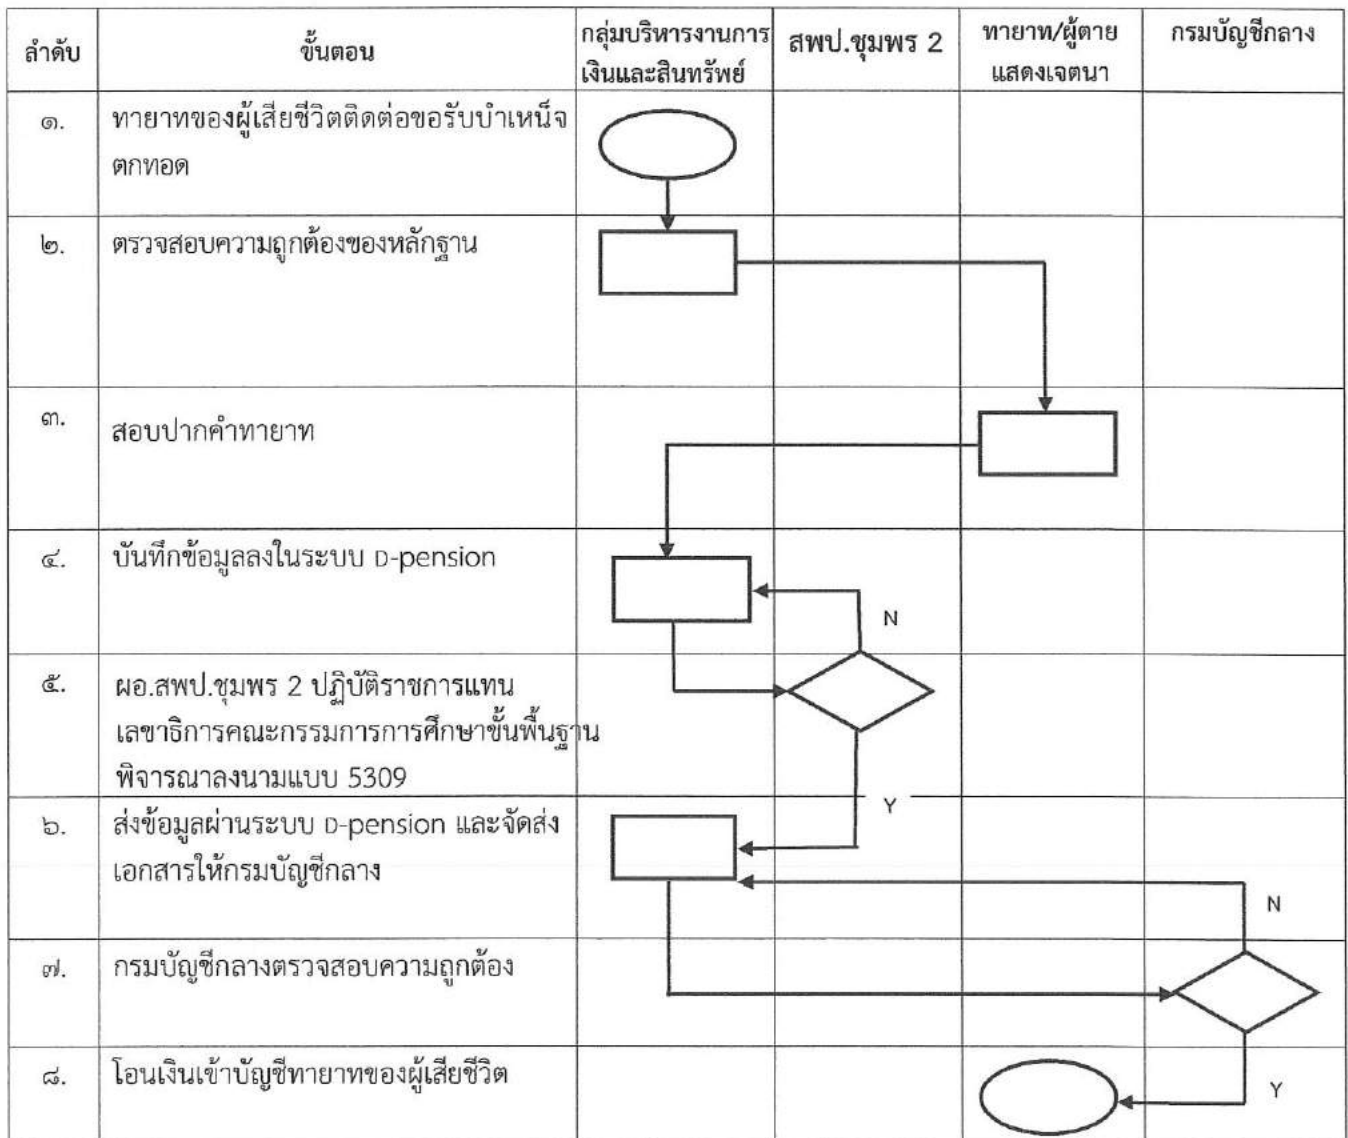 ลำดับ
ขั้นตอน
กลุ่มบริหารงานการ
เงินและสินทรัพย์
สพป.ชุมพร 2
ทายาท/ผู้ตาย
แสดงเจตนา
กรมบัญชีกลาง
๑.
ทายาทของผู้เสียชีวิตติดต่อขอรับบำเหน็จ
ตกทอด
๒.
ตรวจสอบความถูกต้องของหลักฐาน
๓.
สอบปากคำทายาท
๔.
บันทึกข้อมูลลงในระบบ D-pension
N
๕.
ผอ.สพป.ชุมพร 2 ปฏิบัติราชการแทน
เลขาธิการคณะกรรมการการศึกษาขั้นพื้นฐาน
พิจารณาลงนามแบบ 5309
Y
๖.
ส่งข้อมูลผ่านระบบ D-pension และจัดส่ง
เอกสารให้กรมบัญชีกลาง
N
๗.
กรมบัญชีกลางตรวจสอบความถูกต้อง
๘.
โอนเงินเข้าบัญชีทายาทของผู้เสียชีวิต
Y